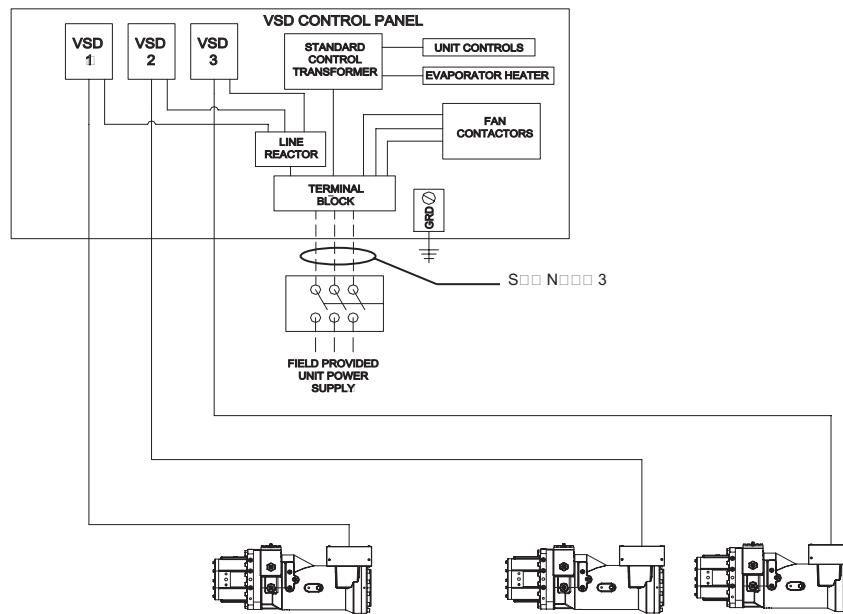 VSD CONTROL PANEL
VSD
1
VSD
2
VSD
3
STANDARD
CONTROL
TRANSFORMER
UNIT CONTROLS
EVAPORATOR HEATER
FAN
CONTACTORS
LINE
REACTOR
TERMINAL
BLOCK
GRD
3
FIELD PROVIDED
UNIT POWER
SUPPLY